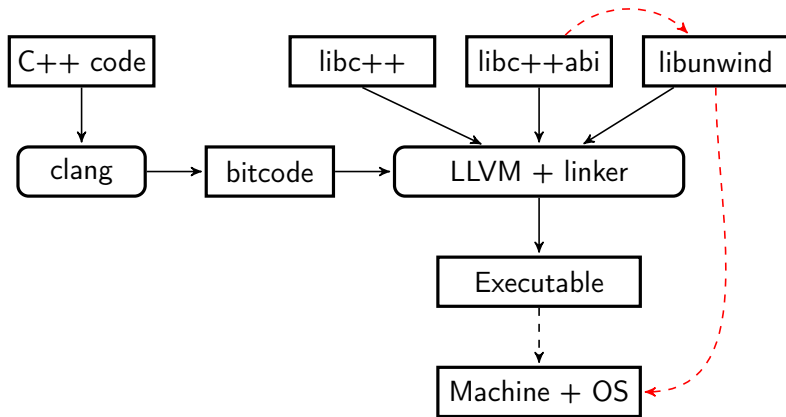 C++ code
libc++
libc++abi
libunwind
clang
bitcode
LLVM + linker
Executable
Machine + OS